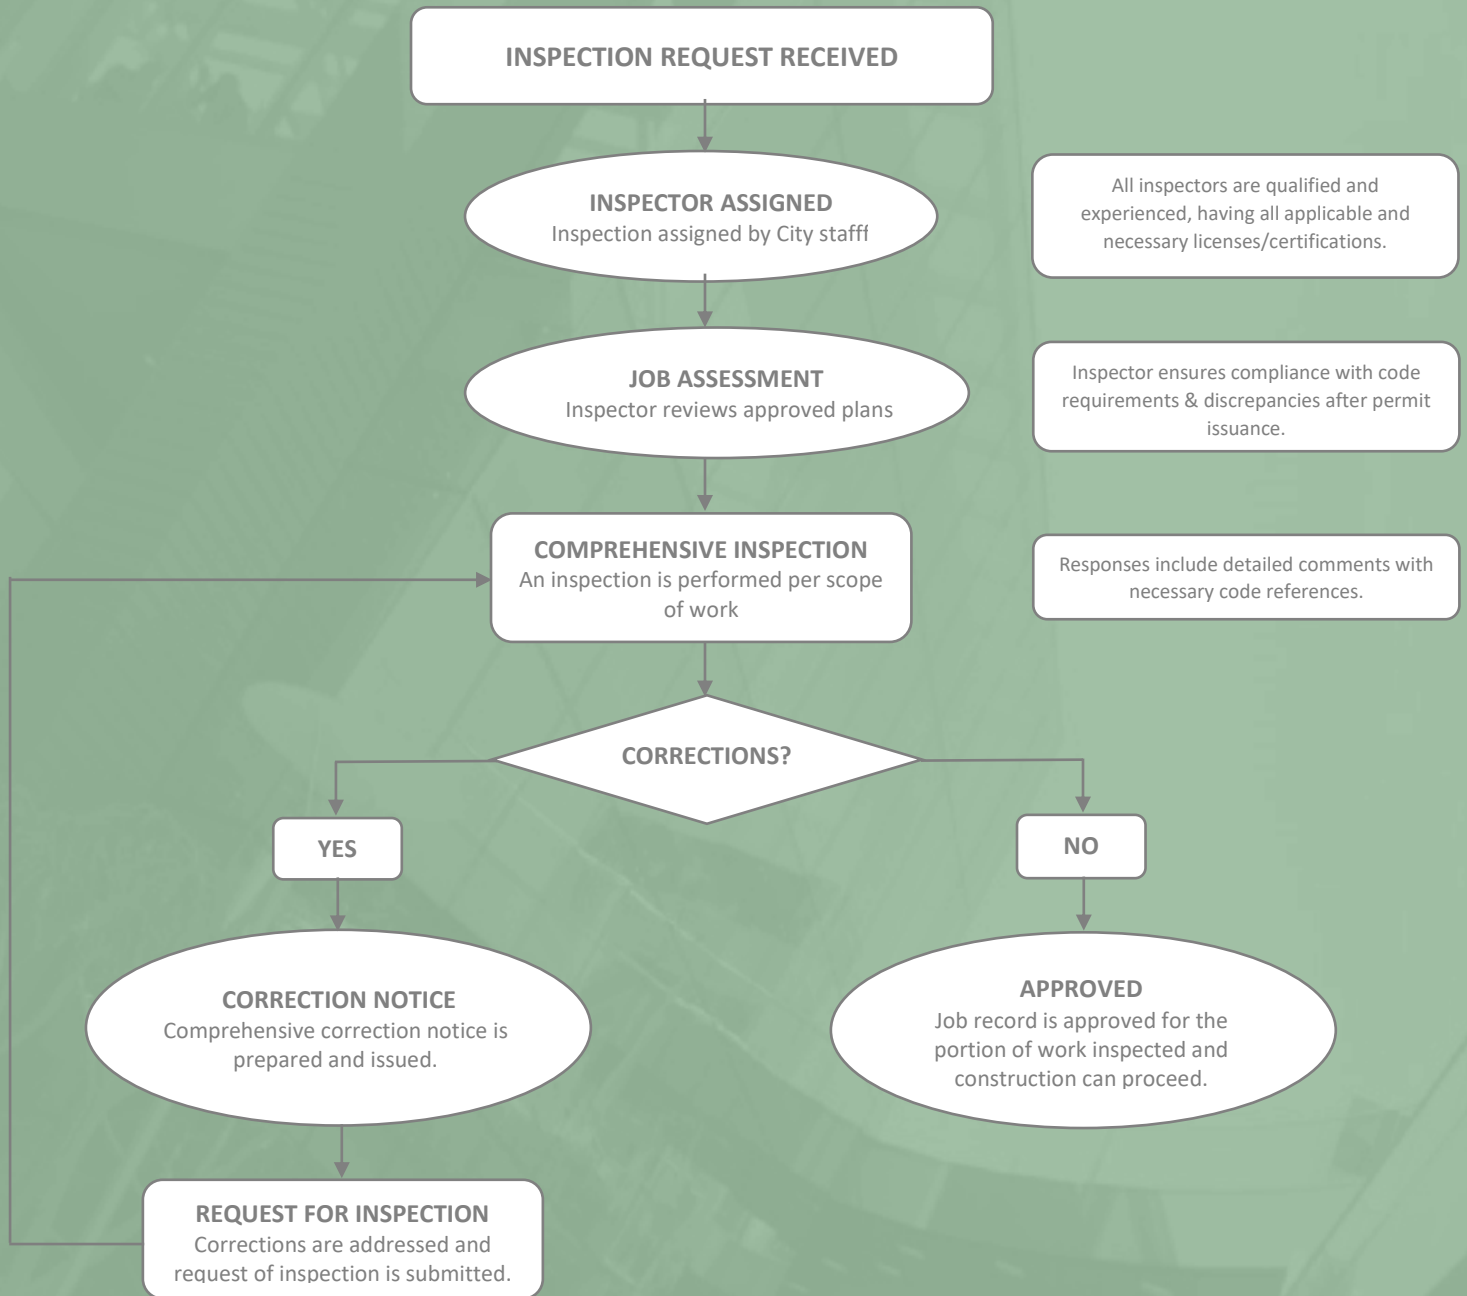 INSPECTION REQUEST RECEIVED
INSPECTOR ASSIGNED
Inspection assigned by City stafff
All inspectors are qualified and
experienced, having all applicable and
necessary licenses/certifications.
JOB ASSESSMENT
Inspector reviews approved plans
Inspector ensures compliance with code
requirements & discrepancies after permit
issuance.
COMPREHENSIVE INSPECTION
An inspection is performed per scope
of work
Responses include detailed comments with
necessary code references.
CORRECTIONS?
YES
NO
CORRECTION NOTICE
Comprehensive correction notice is
prepared and issued.
APPROVED
Job record is approved for the
portion of work inspected and
construction can proceed.
REQUEST FOR INSPECTION
Corrections are addressed and
request of inspection is submitted.